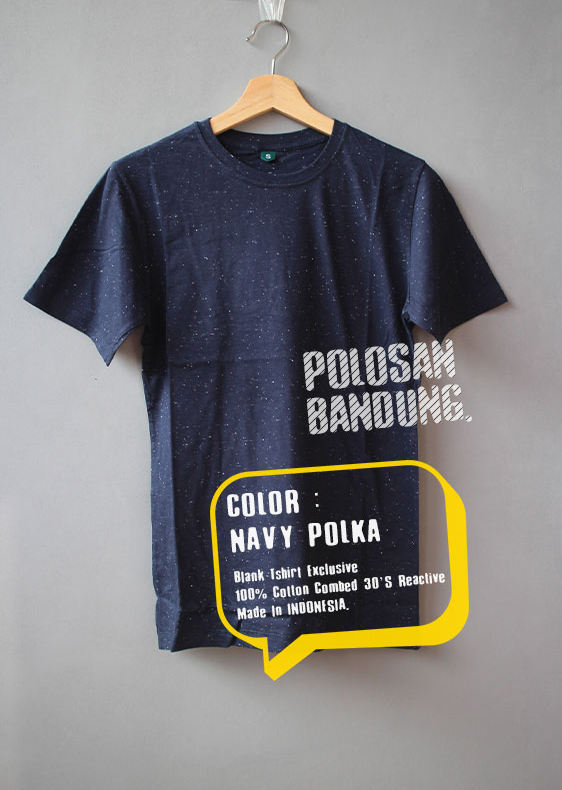 S
POLOSAN
BANDUNG.
COLOR :
NAVY POLKA
Blank Tshirt Exclusive
100% Cotton Combed 30'S Reactive
Made In INDONESIA.